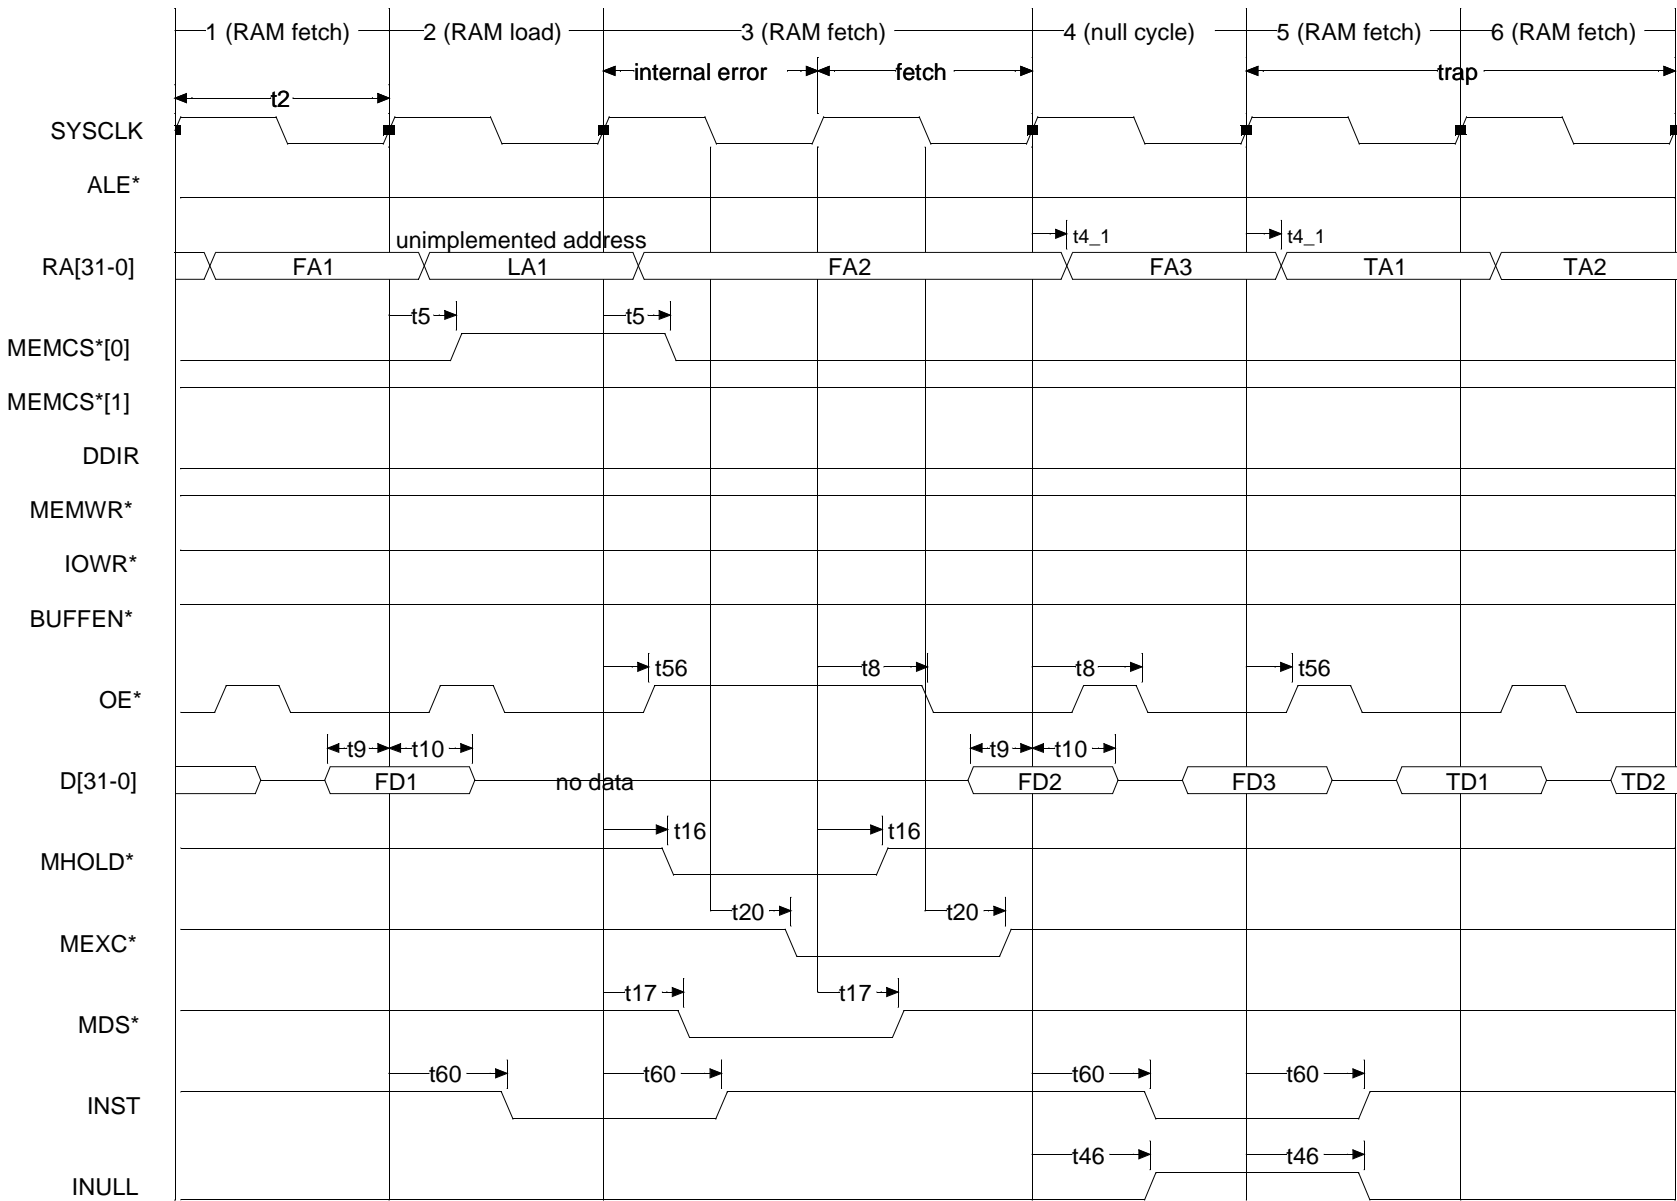 1 (RAM fetch) 2 (RAM load) 3 (RAM fetch) 4 (null cycle) 5 (RAM fetch) 6 (RAM fetch)
internal error fetch trap
t2
SYSCLK
ALE*
t4_1 t4_1
unimplemented address
RA[31-0] FA1 LA1 FA2 FA3 TA1 TA2
t5 t5
MEMCS*[0]
MEMCS*[1]
DDIR
MEMWR*
IOWR*
BUFFEN*
t56 t8 t8 t56
OE*
t9 t10 t9 t10
D[31-0] FD1 no data FD2 FD3 TD1 TD2
t16 t16
MHOLD*
t20 t20
MEXC*
t17 t17
MDS*
t60 t60 t60 t60
INST
t46 t46
INULL